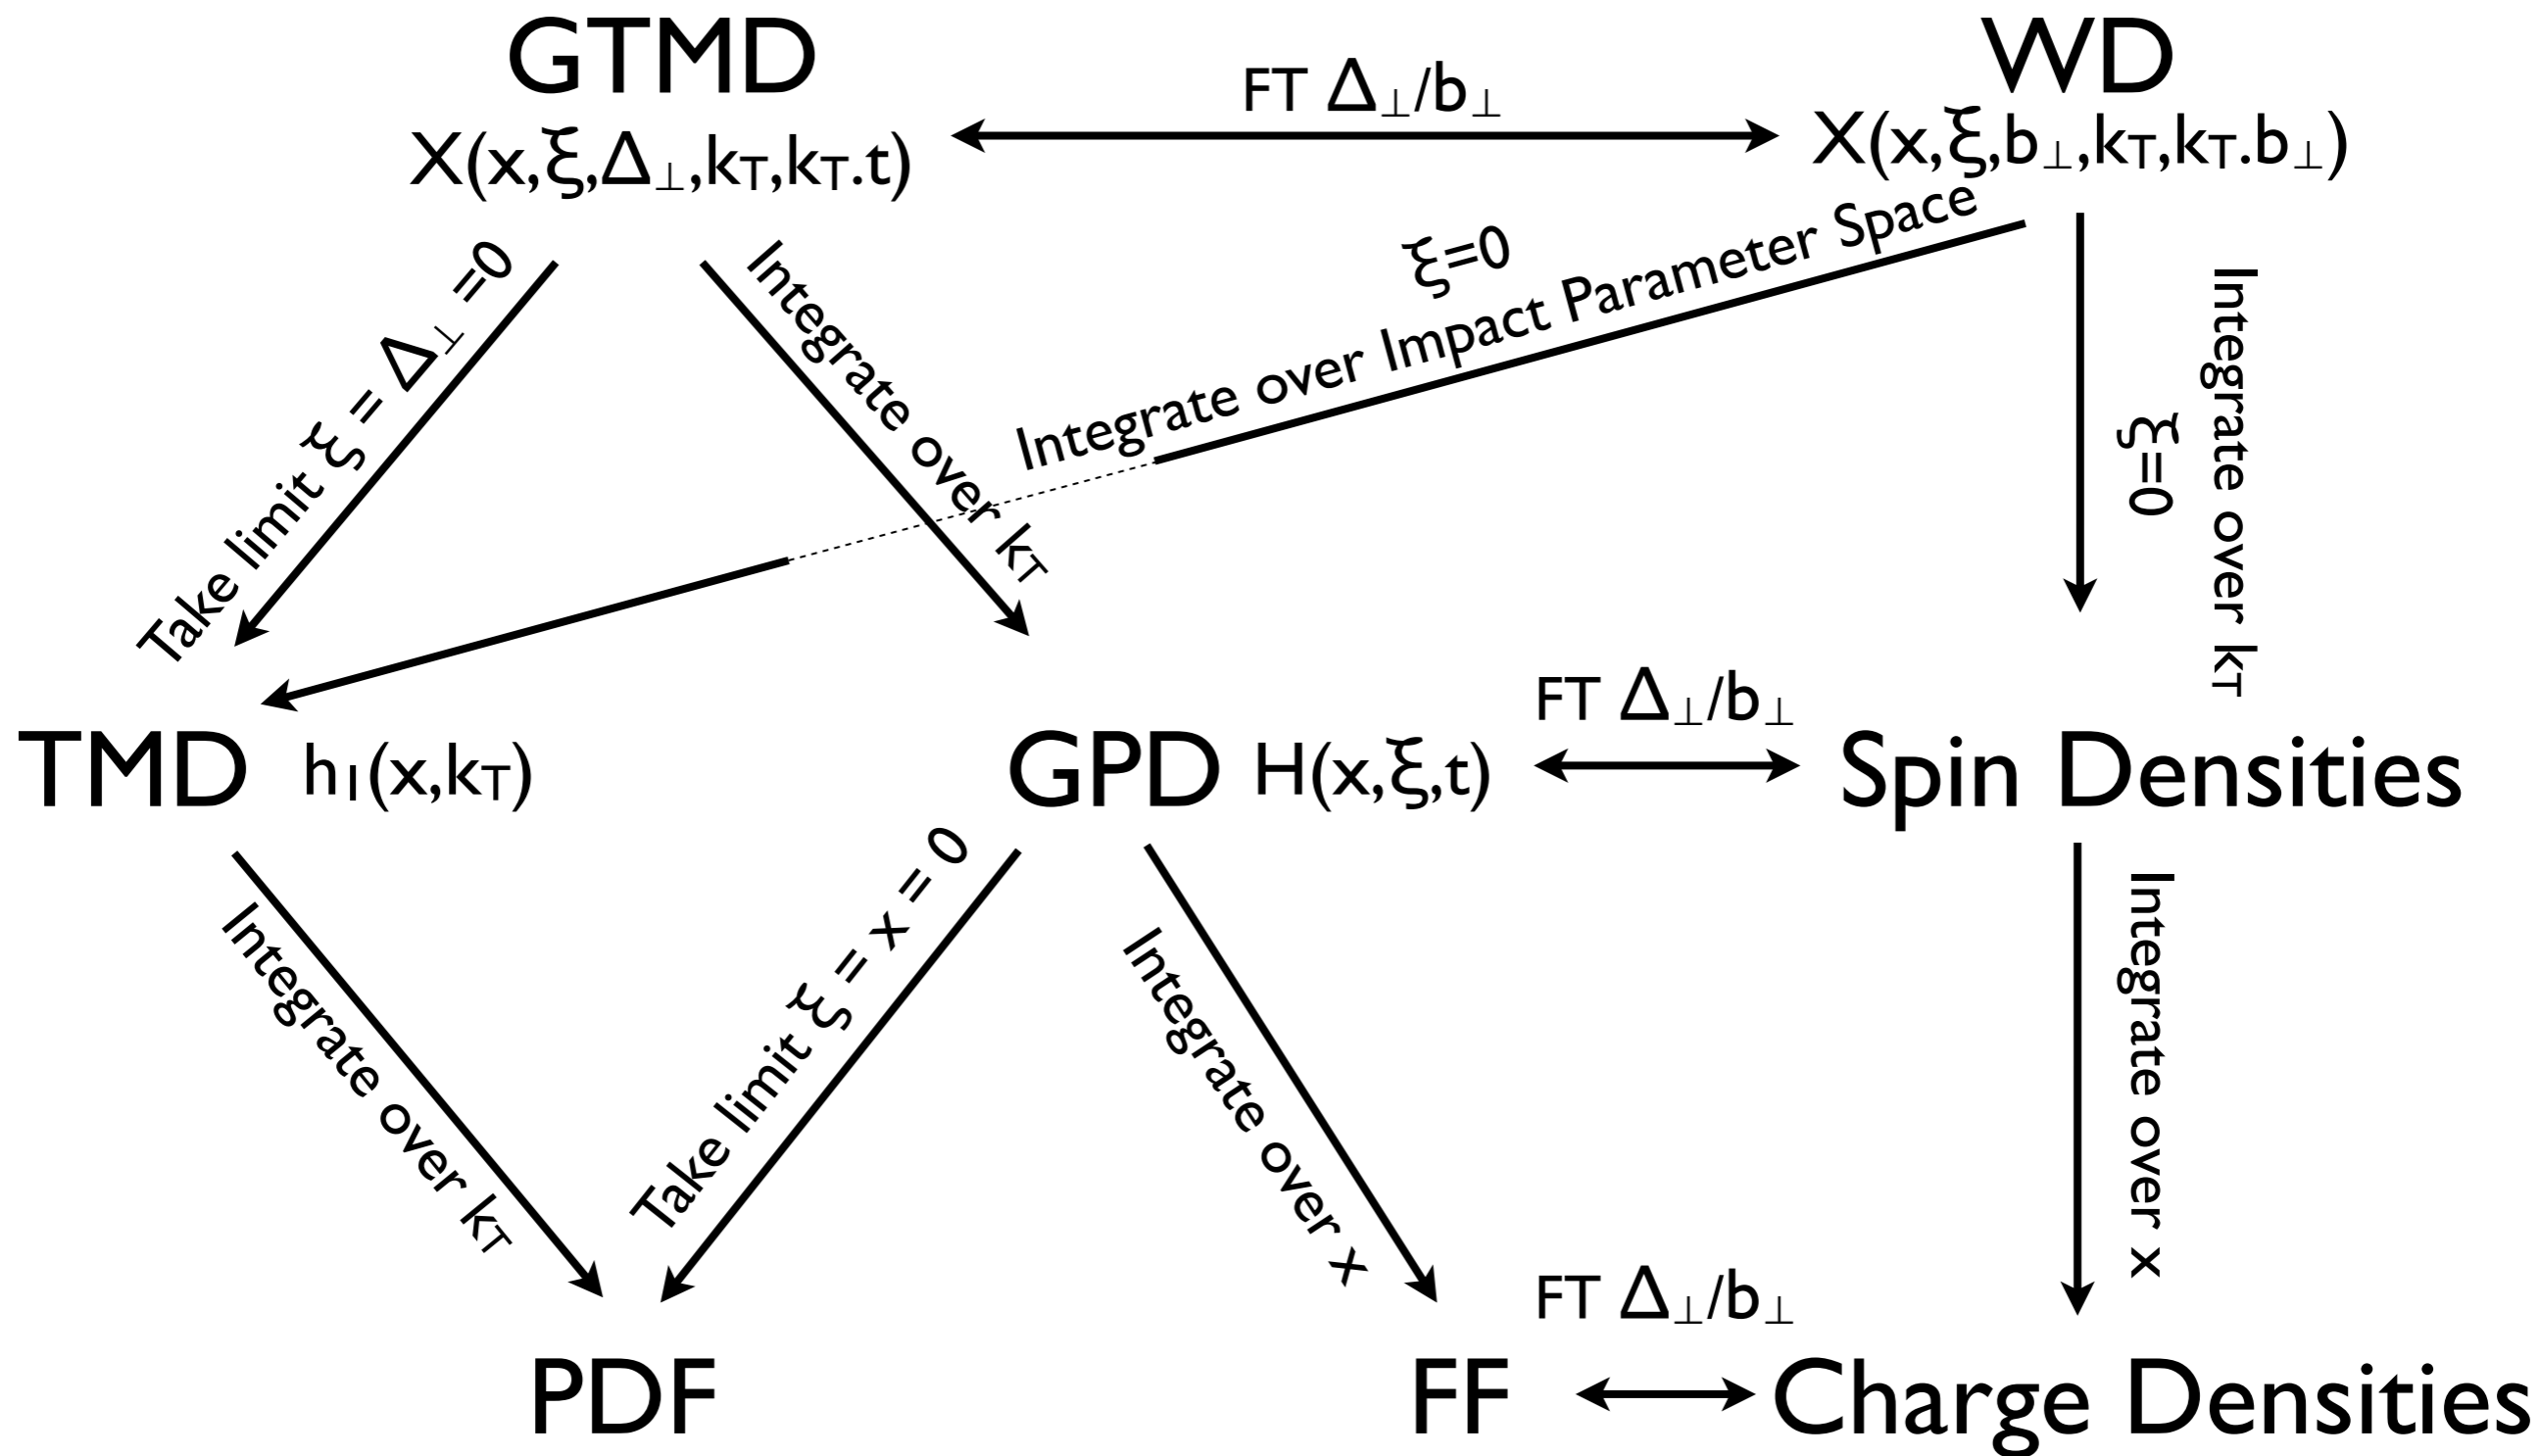 GTMD
X(x,ξ,Δ⊥,kT,kT.t)
FT Δ⊥/b⊥
WD
X(x,ξ,b⊥,kT,kT.b⊥)
Take limit ξ = Δ⊥ =0
Integrate over kT
ξ=0
Integrate over Impact Parameter Space
ξ=0
Integrate over kT
TMD h1(x,kT)
GPD H(x,ξ,t)
FT Δ⊥/b⊥
Spin Densities
Integrate over kT
Take limit ξ = x = 0
Integrate over x
Integrate over x
PDF
FF
FT Δ⊥/b⊥
Charge Densities